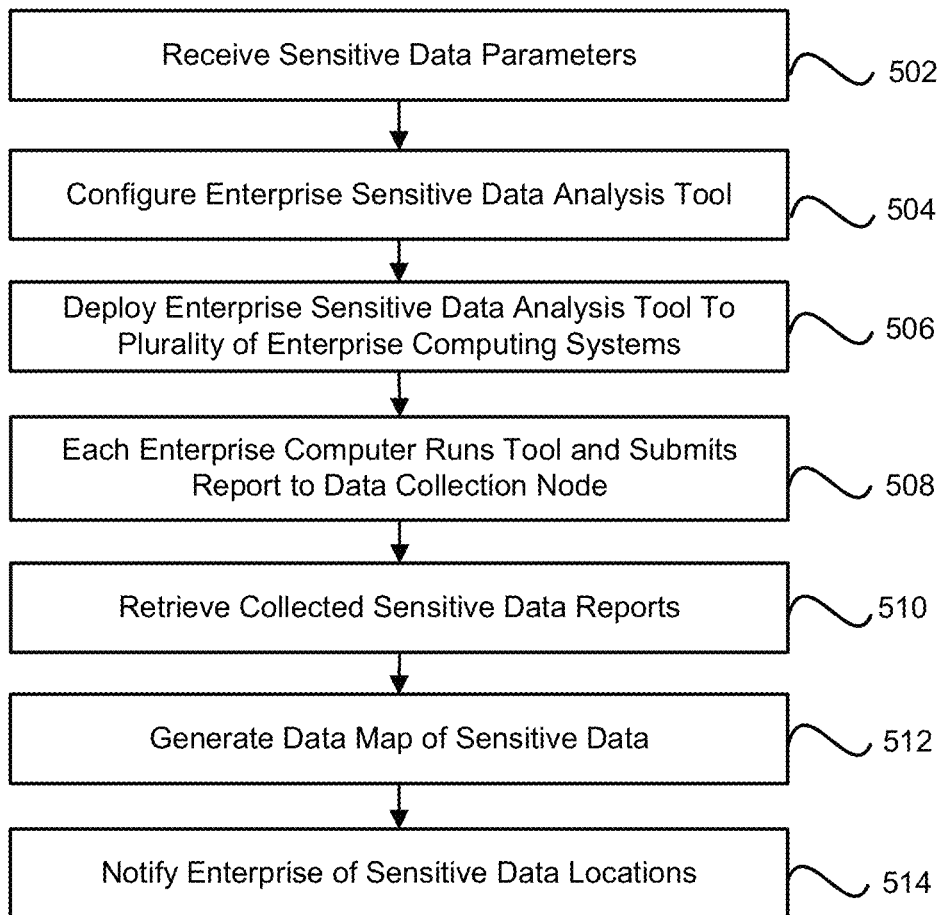 Receive Sensitive Data Parameters
502
Configure Enterprise Sensitive Data Analysis Tool
504
Deploy Enterprise Sensitive Data Analysis Tool To
Plurality of Enterprise Computing Systems
506
Each Enterprise Computer Runs Tool and Submits
Report to Data Collection Node
508
Retrieve Collected Sensitive Data Reports
510
Generate Data Map of Sensitive Data
512
Notify Enterprise of Sensitive Data Locations
514